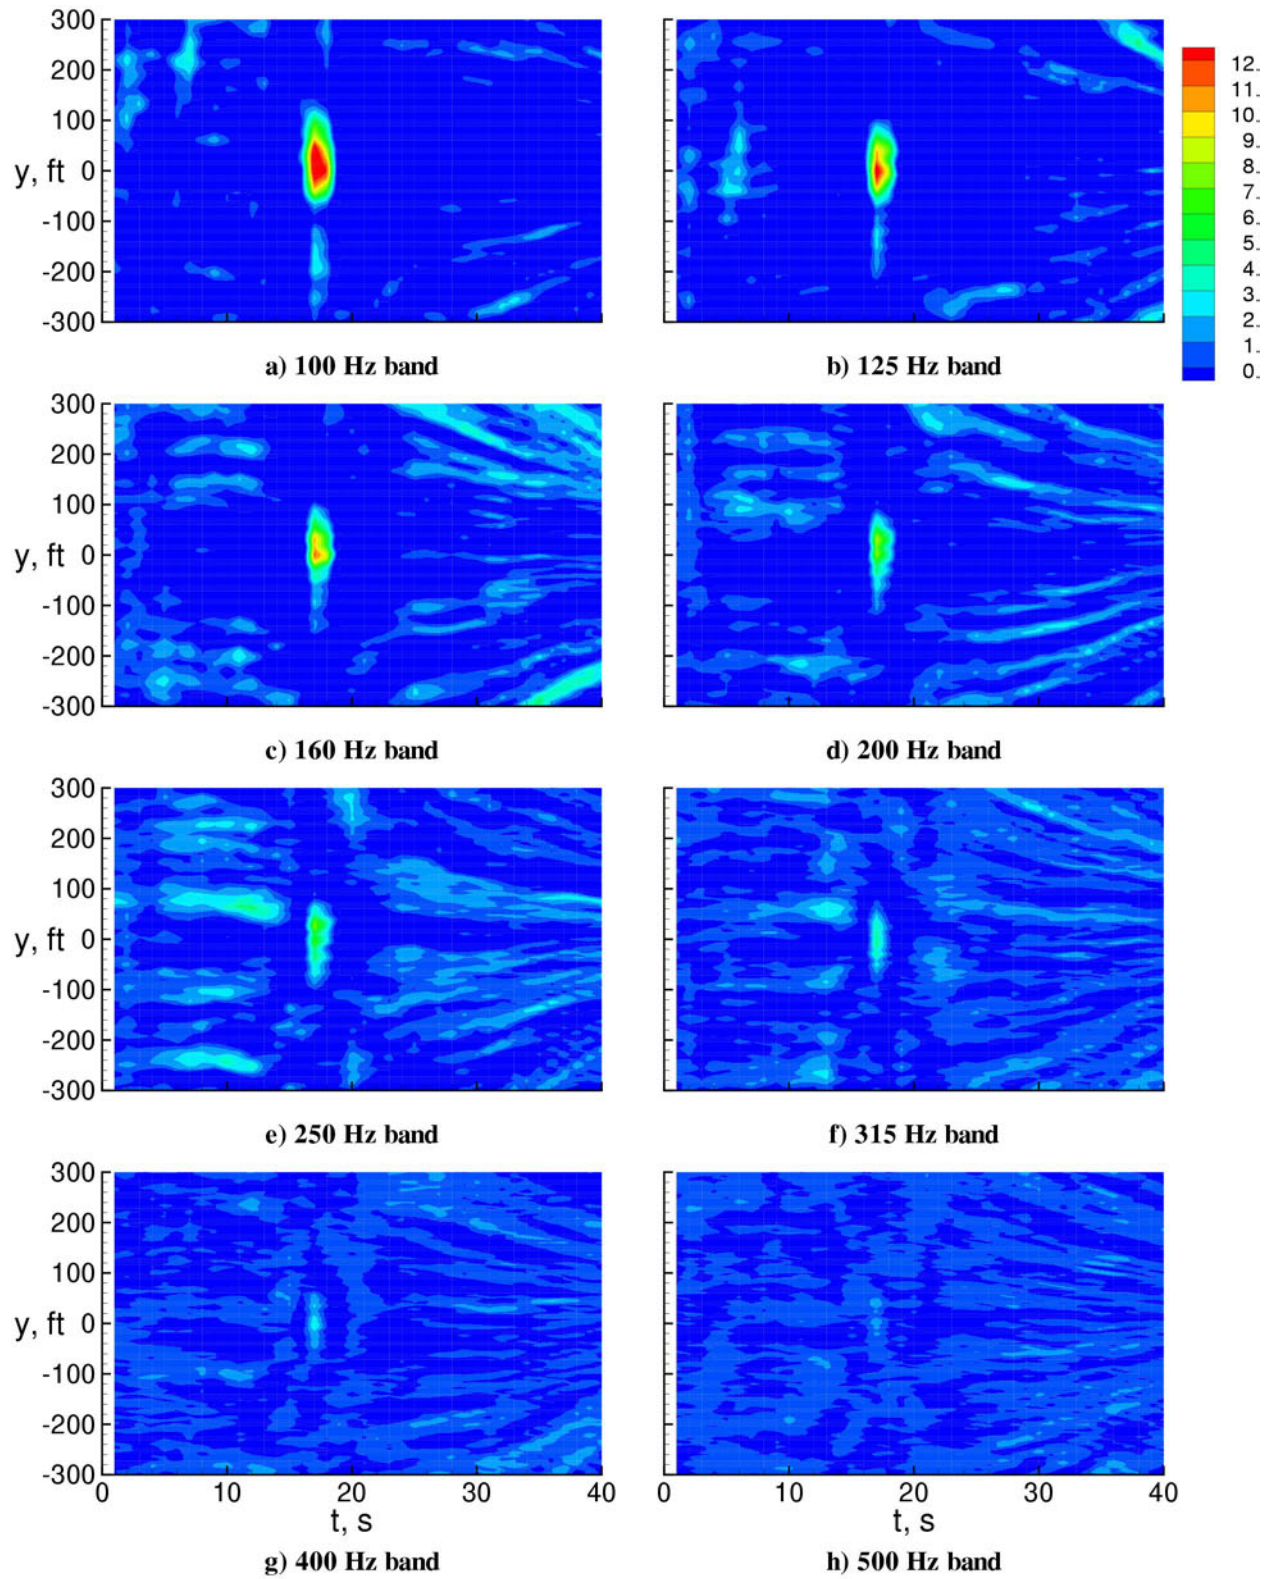 300
200
100
y, ft 0
-100
-200
-300
a) 100 Hz band
b) 125 Hz band
12.
11.
10.
9.
8.
7.
6.
5.
4.
3.
2.
1.
0.
300
200
100
y, ft 0
-100
-200
-300
c) 160 Hz band
d) 200 Hz band
300
200
100
y, ft 0
-100
-200
-300
e) 250 Hz band
f) 315 Hz band
300
200
100
y, ft 0
-100
-200
-300
0 10 20 30 40
t, s
0 10 20 30 40
t, s
g) 400 Hz band
h) 500 Hz band